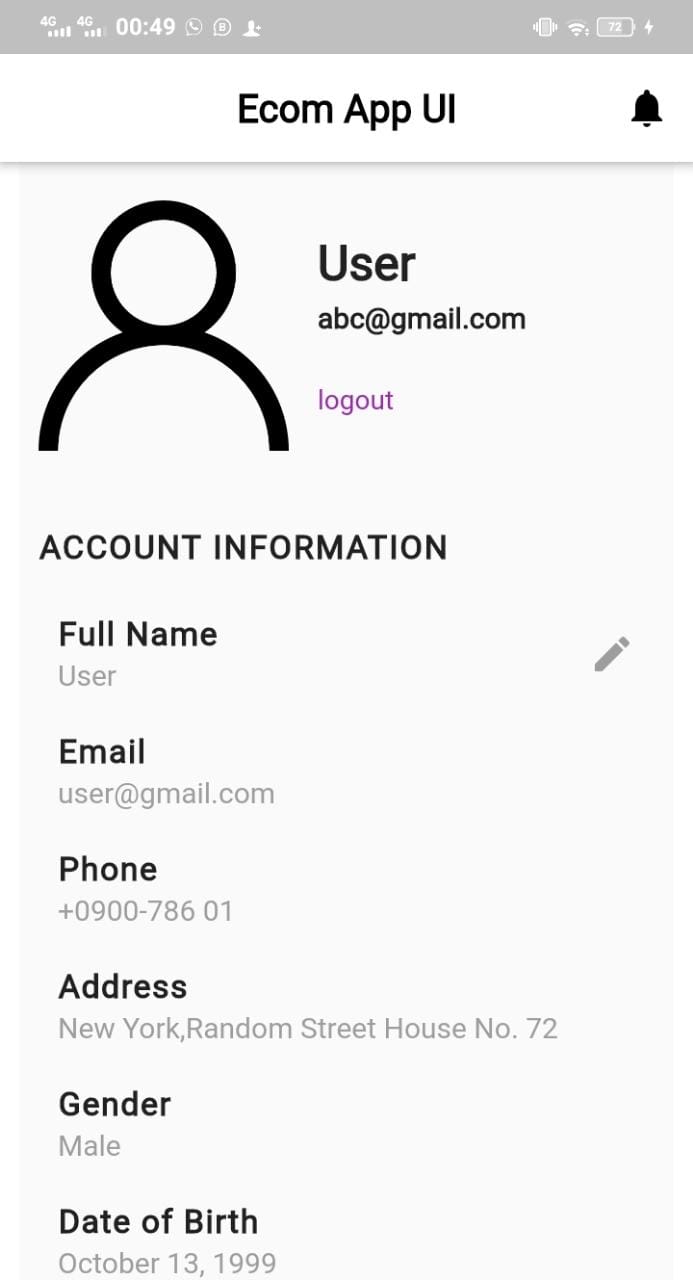 4G 4G 00:49 B 72
Ecom App UI
User
abc@gmail.com
logout
ACCOUNT INFORMATION
Full Name
User
Email
user@gmail.com
Phone
+0900-786 01
Address
New York,Random Street House No. 72
Gender
Male
Date of Birth
October 13, 1999